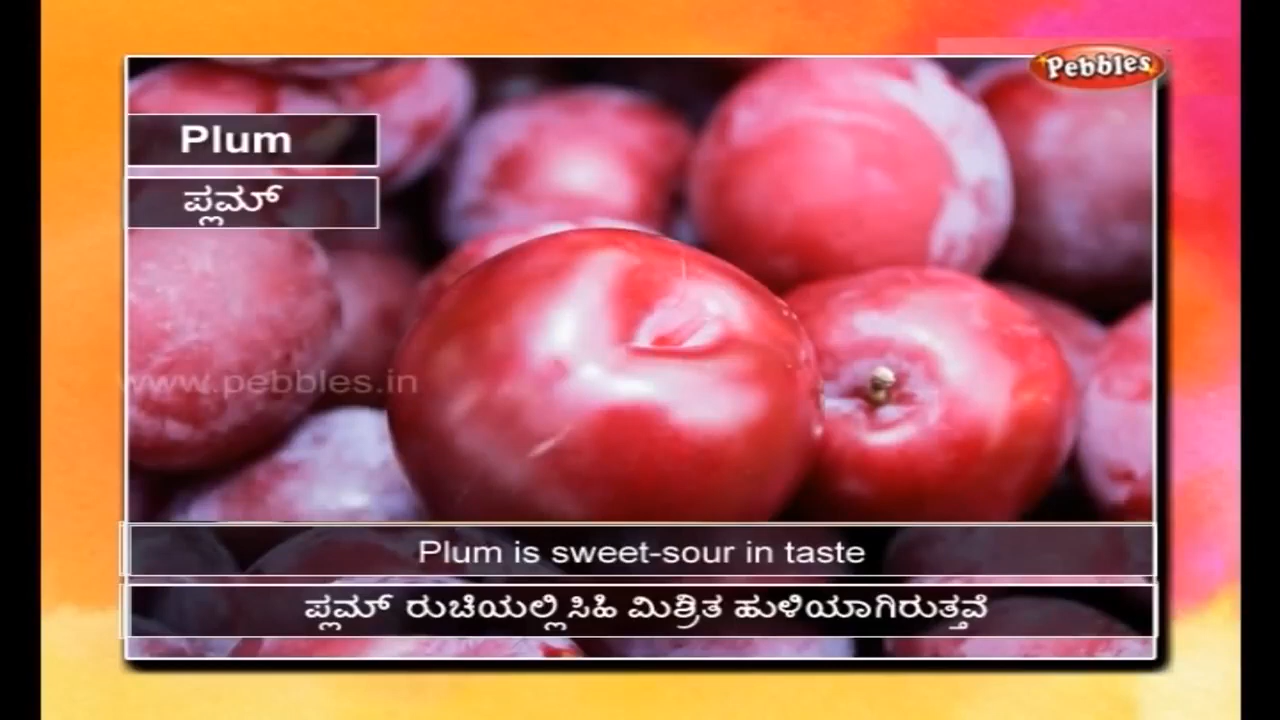 Pebbles
Plum
ಪ್ಲಮ್
www.pebbles.in
Plum is sweet-sour in taste
ಪ್ಲಮ್ ರುಚಿಯಲ್ಲಿ ಸಿಹಿ ಮಿಶ್ರಿತ ಹುಳಿಯಾಗಿರುತ್ತವೆ